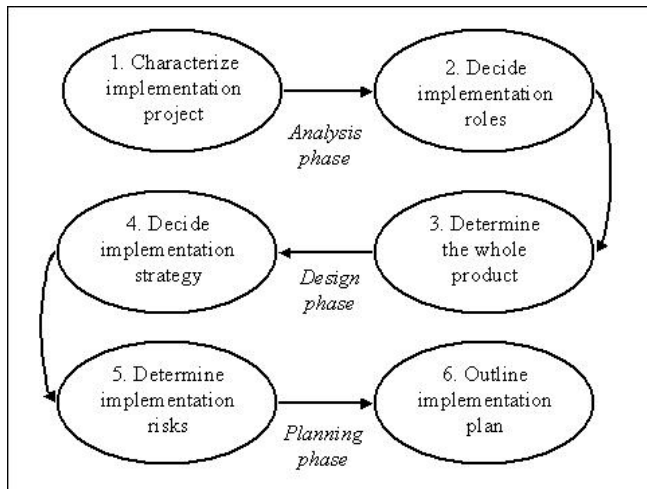 1. Characterize
implementation
project
Analysis
phase
2. Decide
implementation
roles
3. Determine
the whole
product
Design
phase
4. Decide
implementation
strategy
5. Determine
implementation
risks
Planning
phase
6. Outline
implementation
plan